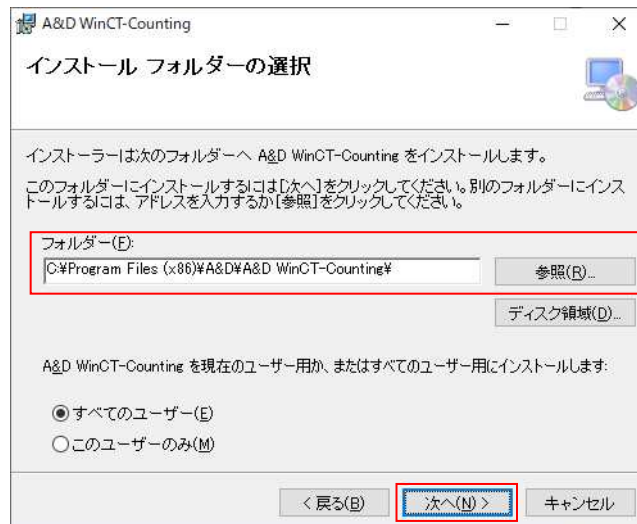 A&D WinCT-Counting
インストール フォルダーの選択
インストーラーは次のフォルダーへ A&D WinCT-Counting をインストールします。
このフォルダーにインストールするには[次へ]をクリックしてください。別のフォルダーにインス
トールするには、アドレスを入力するか[参照]をクリックしてください。
フォルダー(F):
C:¥Program Files (x86)¥A&D¥A&D WinCT-Counting¥
参照(R)...
ディスク領域(D)...
A&D WinCT-Counting を現在のユーザー用か、またはすべてのユーザー用にインストールします:
すべてのユーザー(E)
このユーザーのみ(M)
< 戻る(B)
次へ(N) >
キャンセル